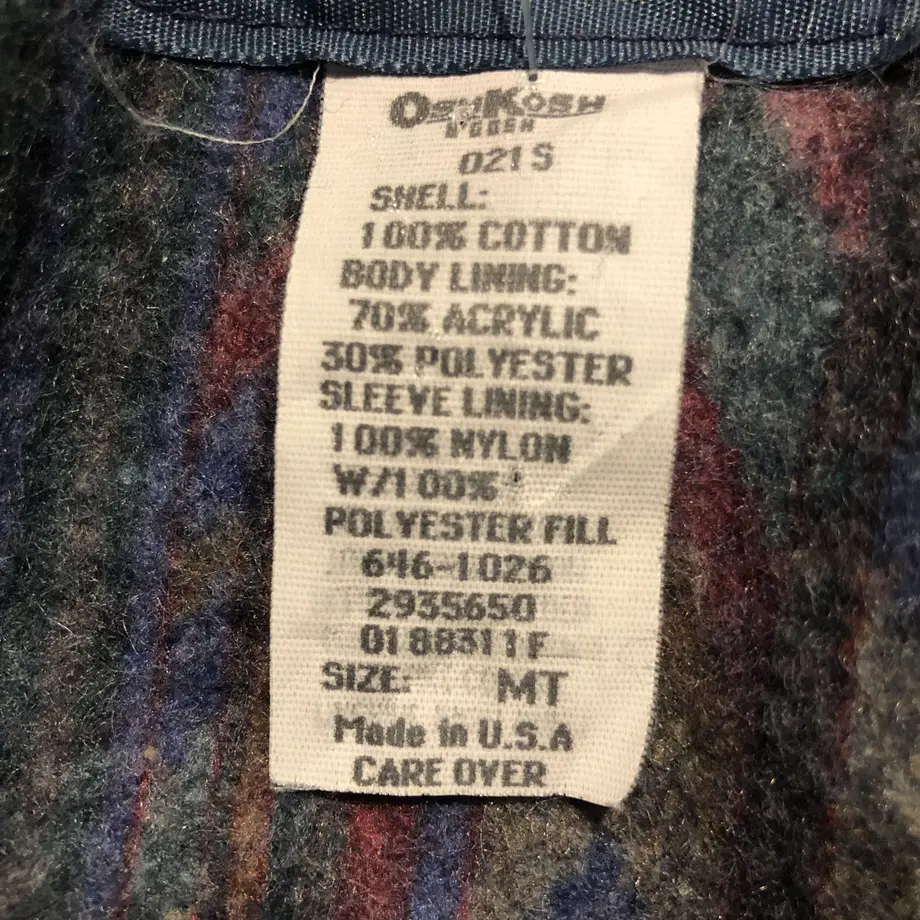 OSHKOSH
B'GOSH
021 S
SHELL:
100% COTTON
BODY LINING:
70% ACRYLIC
30% POLYESTER
SLEEVE LINING:
100% NYLON
W/100%
POLYESTER FILL
646-1026
2935650
0188311F
SIZE: MT
Made in U.S.A
CARE OVER